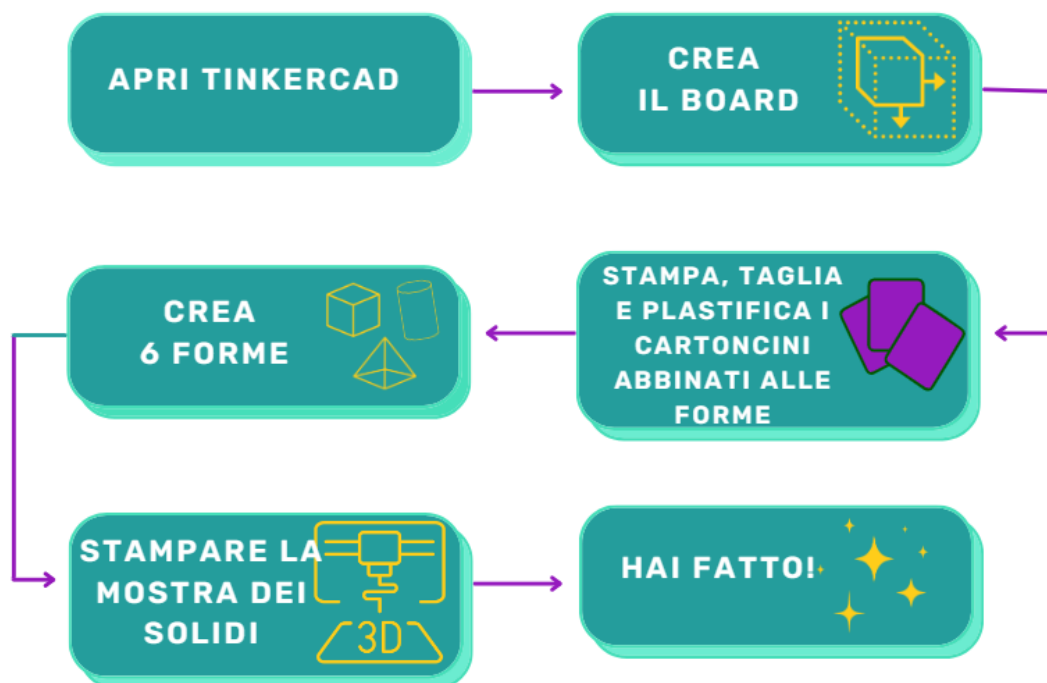 APRI TINKERCAD
CREA
IL BOARD
STAMPA, TAGLIA
E PLASTIFICA I
CARTONCINI
ABBINATI ALLE
FORME
CREA
6 FORME
STAMPARE LA
MOSTRA DEI
SOLIDI
3D
HAI FATTO!